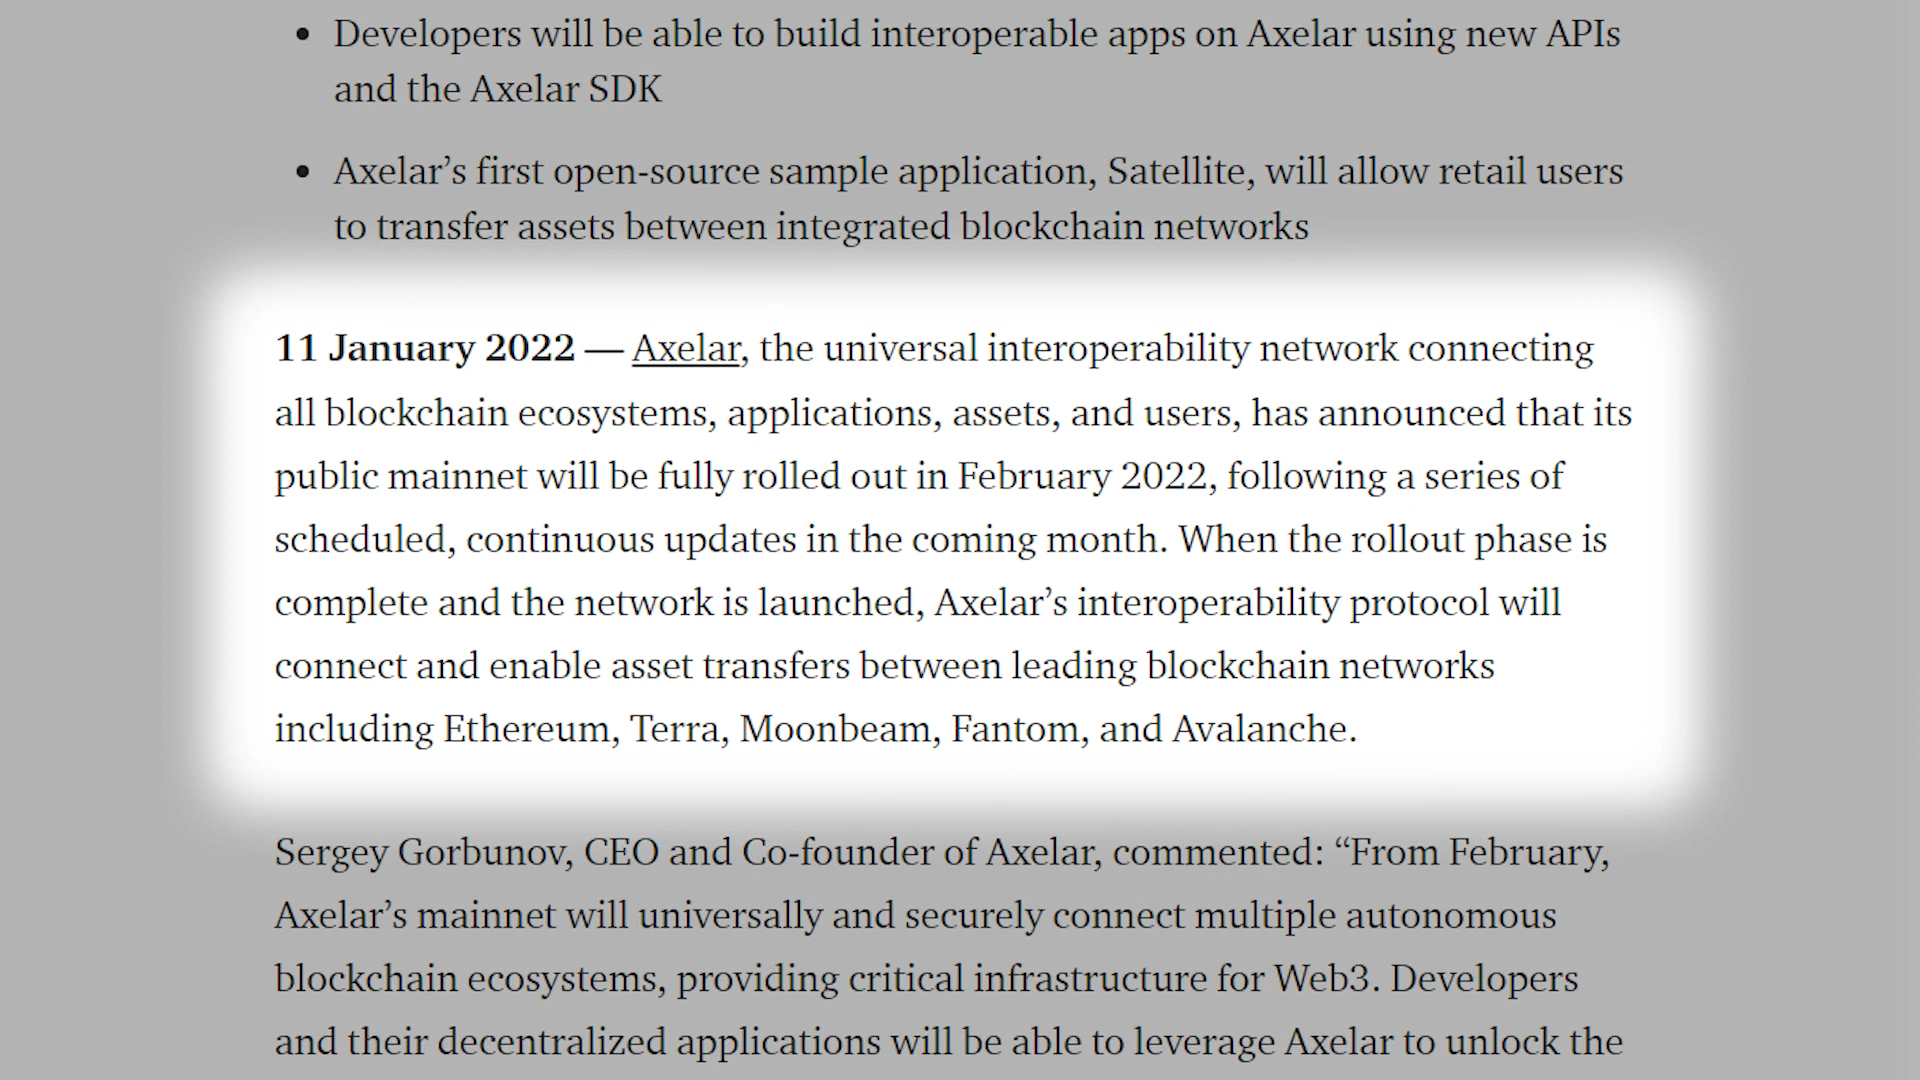 • Developers will be able to build interoperable apps on Axelar using new APIs
and the Axelar SDK
• Axelar’s first open-source sample application, Satellite, will allow retail users
to transfer assets between integrated blockchain networks
11 January 2022 — Axelar, the universal interoperability network connecting
all blockchain ecosystems, applications, assets, and users, has announced that its
public mainnet will be fully rolled out in February 2022, following a series of
scheduled, continuous updates in the coming month. When the rollout phase is
complete and the network is launched, Axelar’s interoperability protocol will
connect and enable asset transfers between leading blockchain networks
including Ethereum, Terra, Moonbeam, Fantom, and Avalanche.
Sergey Gorbunov, CEO and Co-founder of Axelar, commented: “From February,
Axelar’s mainnet will universally and securely connect multiple autonomous
blockchain ecosystems, providing critical infrastructure for Web3. Developers
and their decentralized applications will be able to leverage Axelar to unlock the